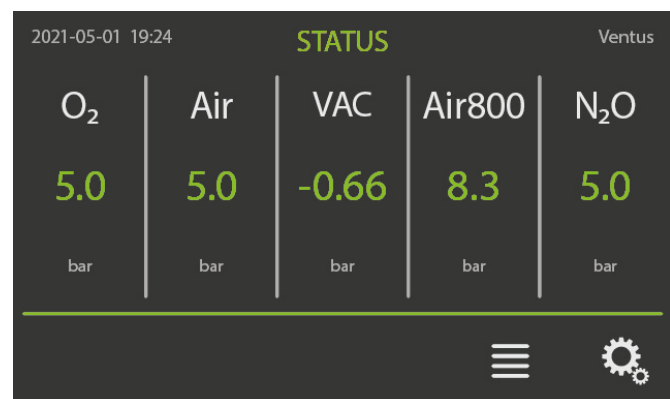 2021-05-01 19:24 STATUS Ventus
O₂ Air VAC Air800 N₂O
5.0 5.0 -0.66 8.3 5.0
bar bar bar bar bar